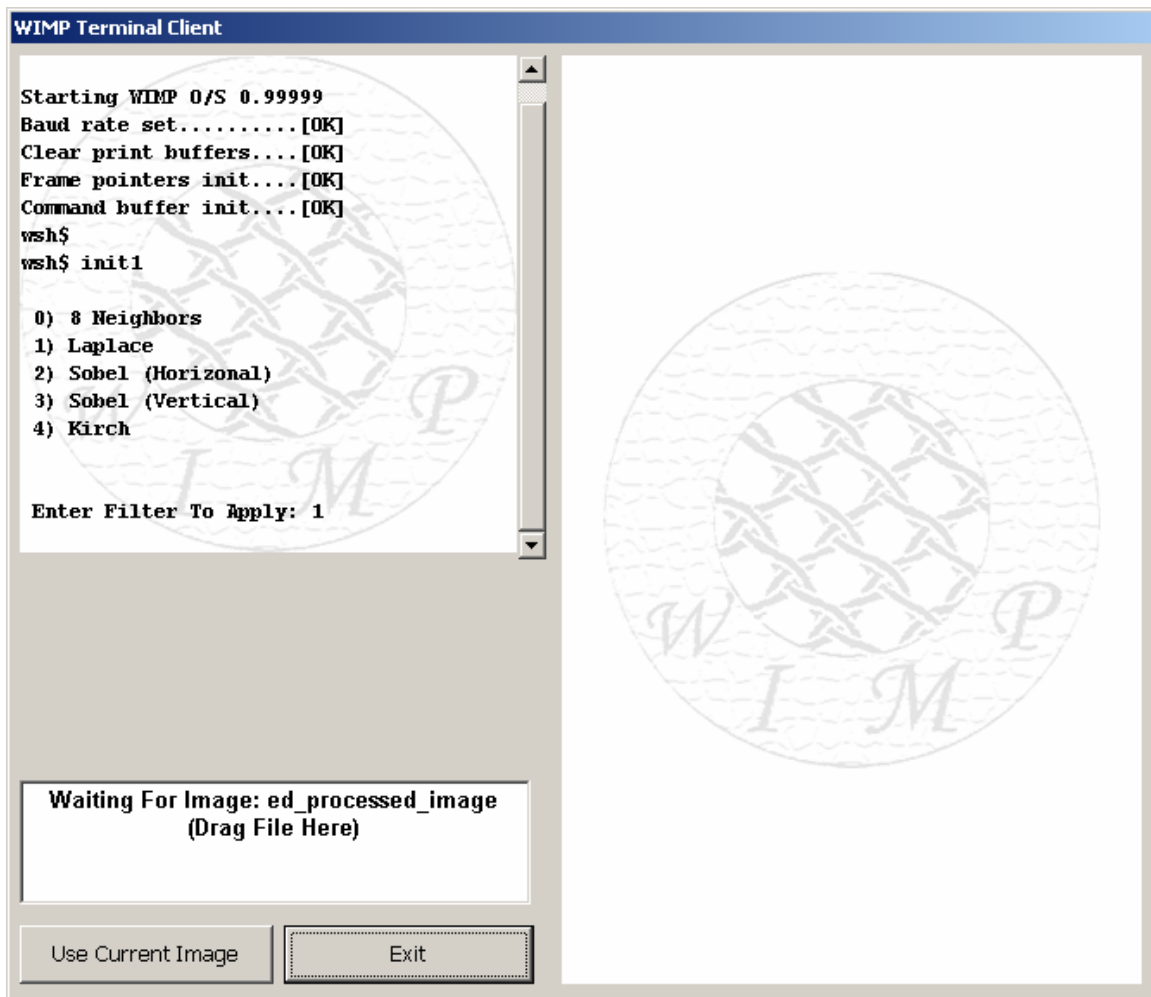 WIMP Terminal Client
Starting WIMP O/S 0.99999
Baud rate set..........[OK]
Clear print buffers....[OK]
Frame pointers init....[OK]
Command buffer init....[OK]
wsh$
wsh$ init1
0) 8 Neighbors
1) Laplace
2) Sobel (Horizonal)
3) Sobel (Vertical)
4) Kirch
Enter Filter To Apply: 1
W I M P
Waiting For Image: ed_processed_image
(Drag File Here)
Use Current Image
Exit
W I M P